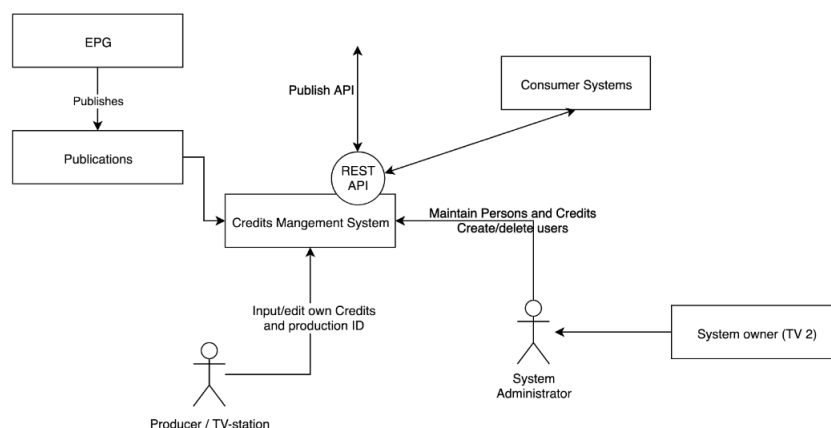 EPG
Publishes
Publications
Publish API
Consumer Systems
REST
API
Credits Mangement System
Maintain Persons and Credits
Create/delete users
Input/edit own Credits
and production ID
System owner (TV 2)
System
Administrator
Producer / TV-station